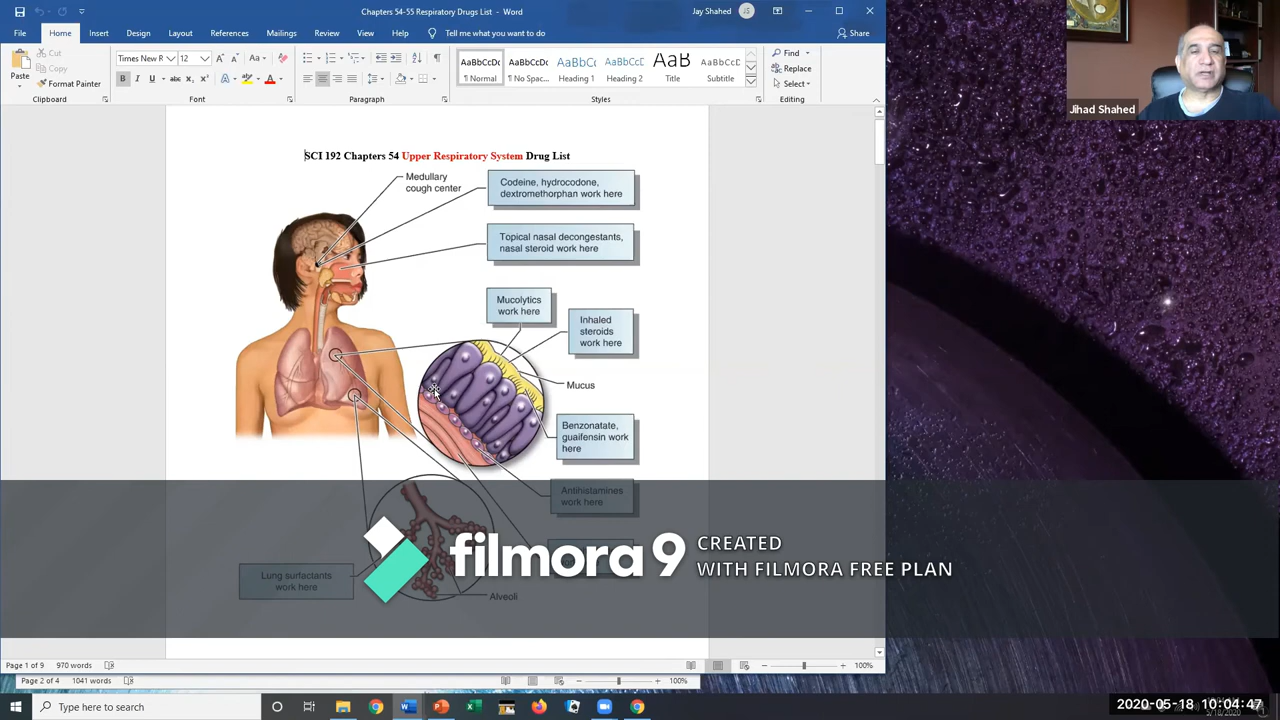 Chapters 54-55 Respiratory Drugs List - Word
Jay Shahed
File
Home
Insert
Design
Layout
References
Mailings
Review
View
Help
Tell me what you want to do
Share
Paste
Cut
Copy
Format Painter
Clipboard
Times New R
12
Font
Paragraph
AaBbCcDc
¶ Normal
AaBbCcDc
¶ No Spac...
AaBbCc
Heading 1
AaBbCcE
Heading 2
AaB
Title
AaBbCcD
Subtitle
Styles
Find
Replace
Select
Editing
Jihad Shahed
SCI 192 Chapters 54 Upper Respiratory System Drug List
Medullary
cough center
Codeine, hydrocodone,
dextromethorphan work here
Topical nasal decongestants,
nasal steroid work here
Mucolytics
work here
Inhaled
steroids
work here
Mucus
Benzonatate,
guaifensin work
here
Antihistamines
work here
Lung surfactants
work here
Alveoli
filmora 9
CREATED
WITH FILMORA FREE PLAN
Page 1 of 9
970 words
100%
Page 2 of 4
1041 words
100%
Type here to search
2020-05-18 10:04:47